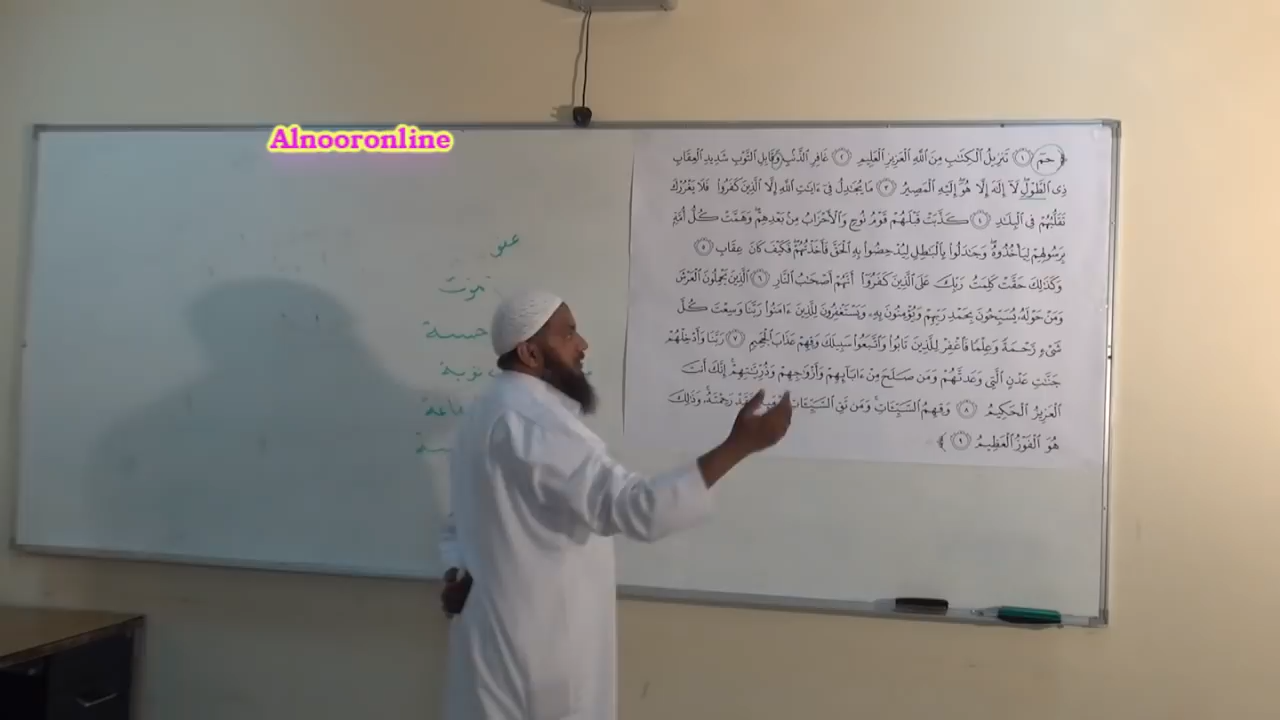 Alnooronline
﴿ حمٓ ١ تَنزِيلُ ٱلْكِتَٰبِ مِنَ ٱللَّهِ ٱلْعَزِيزِ ٱلْعَلِيمِ ٢ غَافِرِ ٱلذَّنۢبِ وَقَابِلِ ٱلتَّوْبِ شَدِيدِ ٱلْعِقَابِ
ذِى ٱلطَّوْلِ ۖ لَآ إِلَٰهَ إِلَّا هُوَ ۖ إِلَيْهِ ٱلْمَصِيرُ ٣ مَا يُجَٰدِلُ فِىٓ ءَايَٰتِ ٱللَّهِ إِلَّا ٱلَّذِينَ كَفَرُوا۟ فَلَا يَغْرُرْكَ
تَقَلُّبُهُمْ فِى ٱلْبِلَٰدِ ٤ كَذَّبَتْ قَبْلَهُمْ قَوْمُ نُوحٍ وَٱلْأَحْزَابُ مِنۢ بَعْدِهِمْ ۖ وَهَمَّتْ كُلُّ أُمَّةٍۭ
بِرَسُولِهِمْ لِيَأْخُذُوهُ ۖ وَجَٰدَلُوا۟ بِٱلْبَٰطِلِ لِيُدْحِضُوا۟ بِهِ ٱلْحَقَّ فَأَخَذْتُهُمْ ۖ فَكَيْفَ كَانَ عِقَابِ ٥
وَكَذَٰلِكَ حَقَّتْ كَلِمَتُ رَبِّكَ عَلَى ٱلَّذِينَ كَفَرُوٓا۟ أَنَّهُمْ أَصْحَٰبُ ٱلنَّارِ ٦ ٱلَّذِينَ يَحْمِلُونَ ٱلْعَرْشَ
وَمَنْ حَوْلَهُۥ يُسَبِّحُونَ بِحَمْدِ رَبِّهِمْ وَيُؤْمِنُونَ بِهِۦ وَيَسْتَغْفِرُونَ لِلَّذِينَ ءَامَنُوا۟ رَبَّنَا وَسِعْتَ كُلَّ
شَىْءٍ رَّحْمَةً وَعِلْمًا فَٱغْفِرْ لِلَّذِينَ تَابُوا۟ وَٱتَّبَعُوا۟ سَبِيلَكَ وَقِهِمْ عَذَابَ ٱلْجَحِيمِ ٧ رَبَّنَا وَأَدْخِلْهُمْ
جَنَّٰتِ عَدْنٍ ٱلَّتِى وَعَدتَّهُمْ وَمَن صَلَحَ مِنْ ءَابَآئِهِمْ وَأَزْوَٰجِهِمْ وَذُرِّيَّٰتِهِمْ ۚ إِنَّكَ أَنتَ
ٱلْعَزِيزُ ٱلْحَكِيمُ ٨ وَقِهِمُ ٱلسَّيِّـَٔاتِ ۚ وَمَن تَقِ ٱلسَّيِّـَٔاتِ فَقَدْ رَحِمْتَهُۥ ۚ وَذَٰلِكَ
هُوَ ٱلْفَوْزُ ٱلْعَظِيمُ ٩ ﴾
عفو
موت
حسنة
توبة